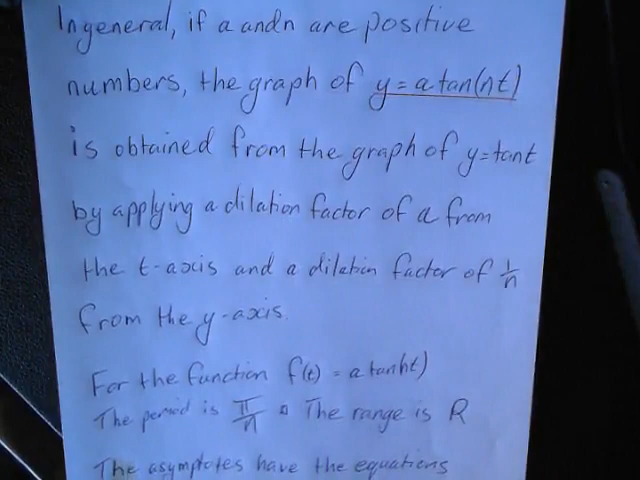 In general, if a and n are positive
numbers, the graph of y = a tan(nt)
is obtained from the graph of y=tant
by applying a dilation factor of a from
the t-axis and a dilation factor of 1/n
from the y-axis.
For the function f(t) = a tan(nt)
The period is π/n ▫ The range is R
The asymptotes have the equations